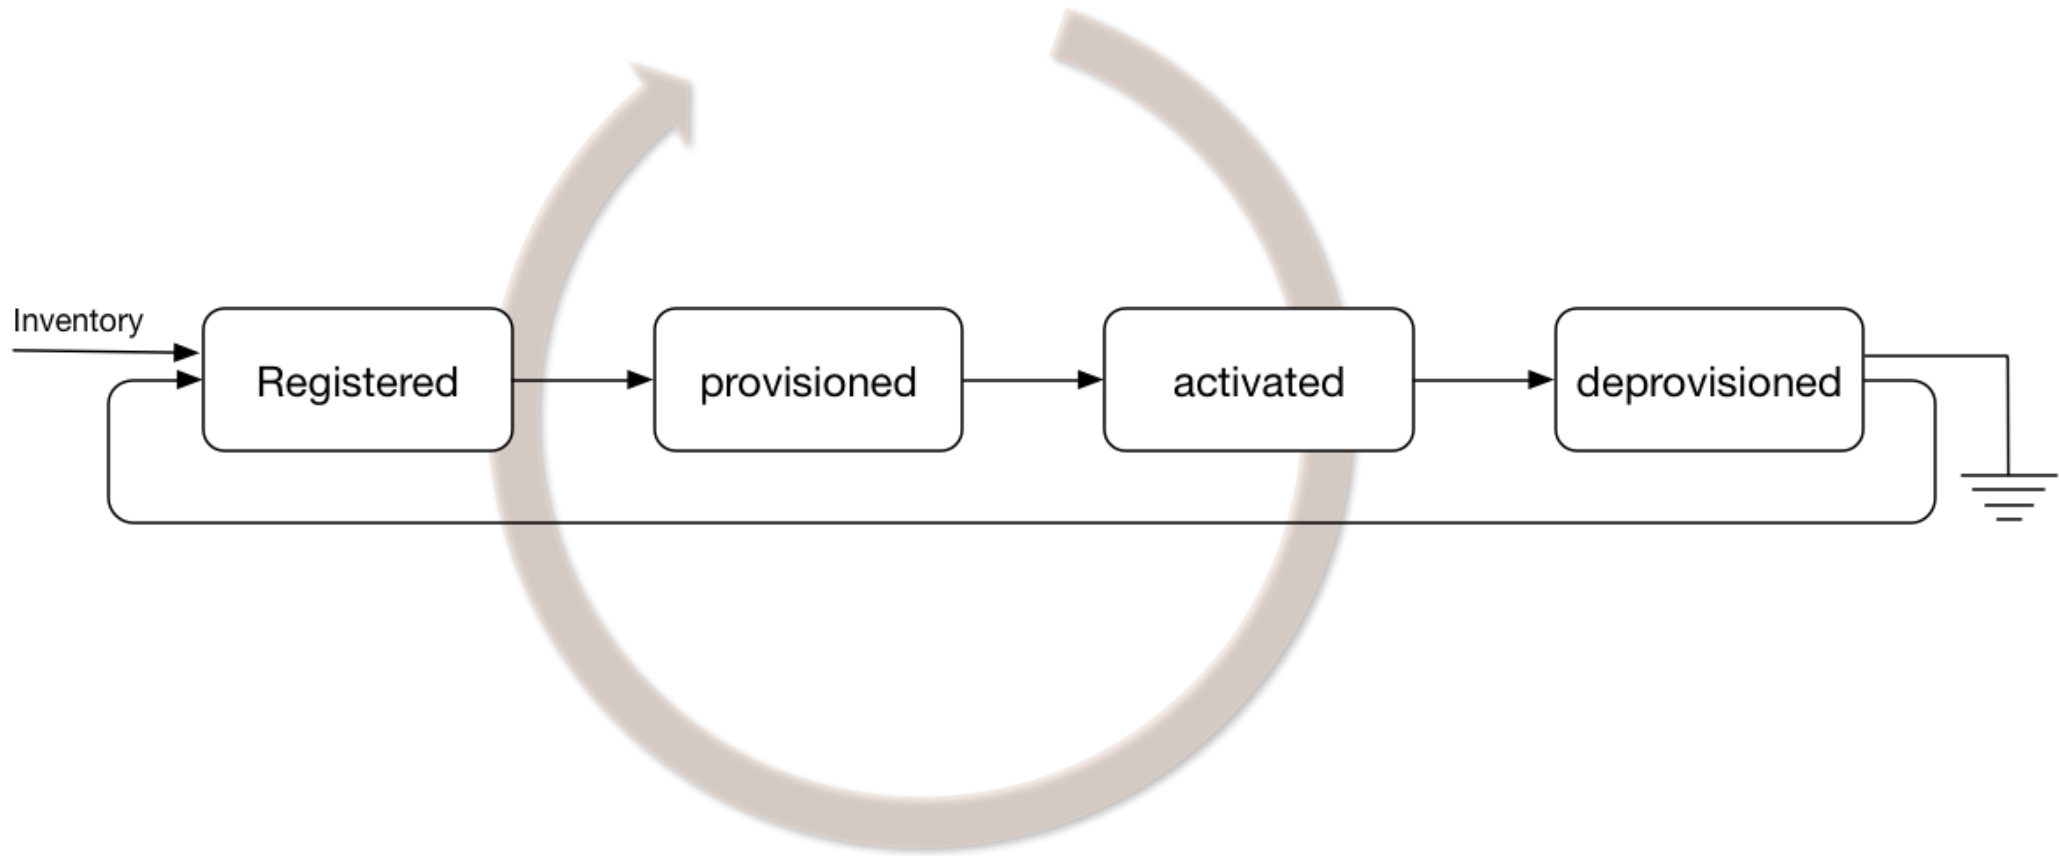 Inventory
Registered
provisioned
activated
deprovisioned